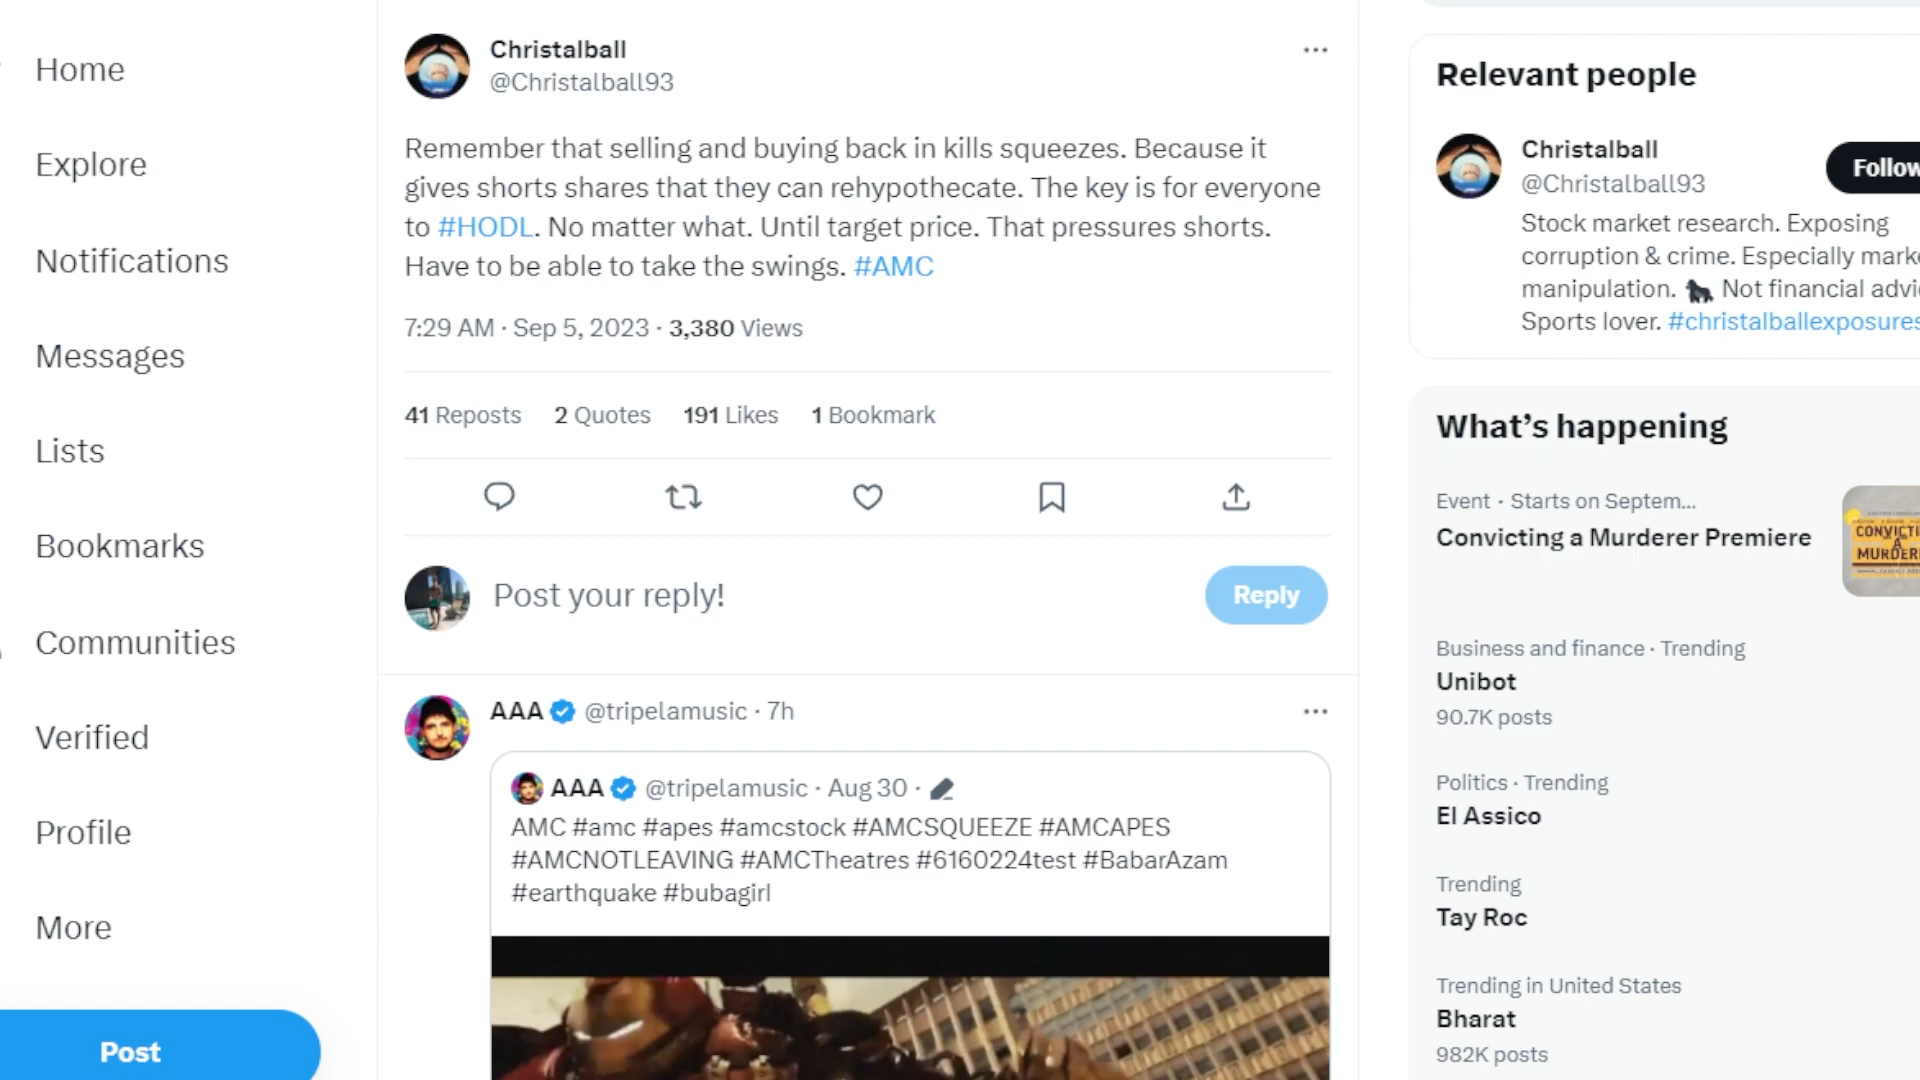 Home
Explore
Notifications
Messages
Lists
Bookmarks
Communities
Verified
Profile
More
Post
Christalball
@Christalball93
Remember that selling and buying back in kills squeezes. Because it
gives shorts shares that they can rehypothecate. The key is for everyone
to #HODL. No matter what. Until target price. That pressures shorts.
Have to be able to take the swings. #AMC
7:29 AM · Sep 5, 2023 · 3,380 Views
41 Reposts 2 Quotes 191 Likes 1 Bookmark
Post your reply!
Reply
AAA @tripelamusic · 7h
AAA @tripelamusic · Aug 30 ·
AMC #amc #apes #amcstock #AMCSQUEEZE #AMCAPES
#AMCNOTLEAVING #AMCTheatres #6160224test #BabarAzam
#earthquake #bubagirl
Relevant people
Christalball
@Christalball93
Follow
Stock market research. Exposing
corruption & crime. Especially marke
manipulation. Not financial advi
Sports lover. #christalballexposures
What's happening
Event · Starts on Septem...
Convicting a Murderer Premiere
CONVICTI
A
MURDER
Business and finance · Trending
Unibot
90.7K posts
Politics · Trending
El Assico
Trending
Tay Roc
Trending in United States
Bharat
982K posts